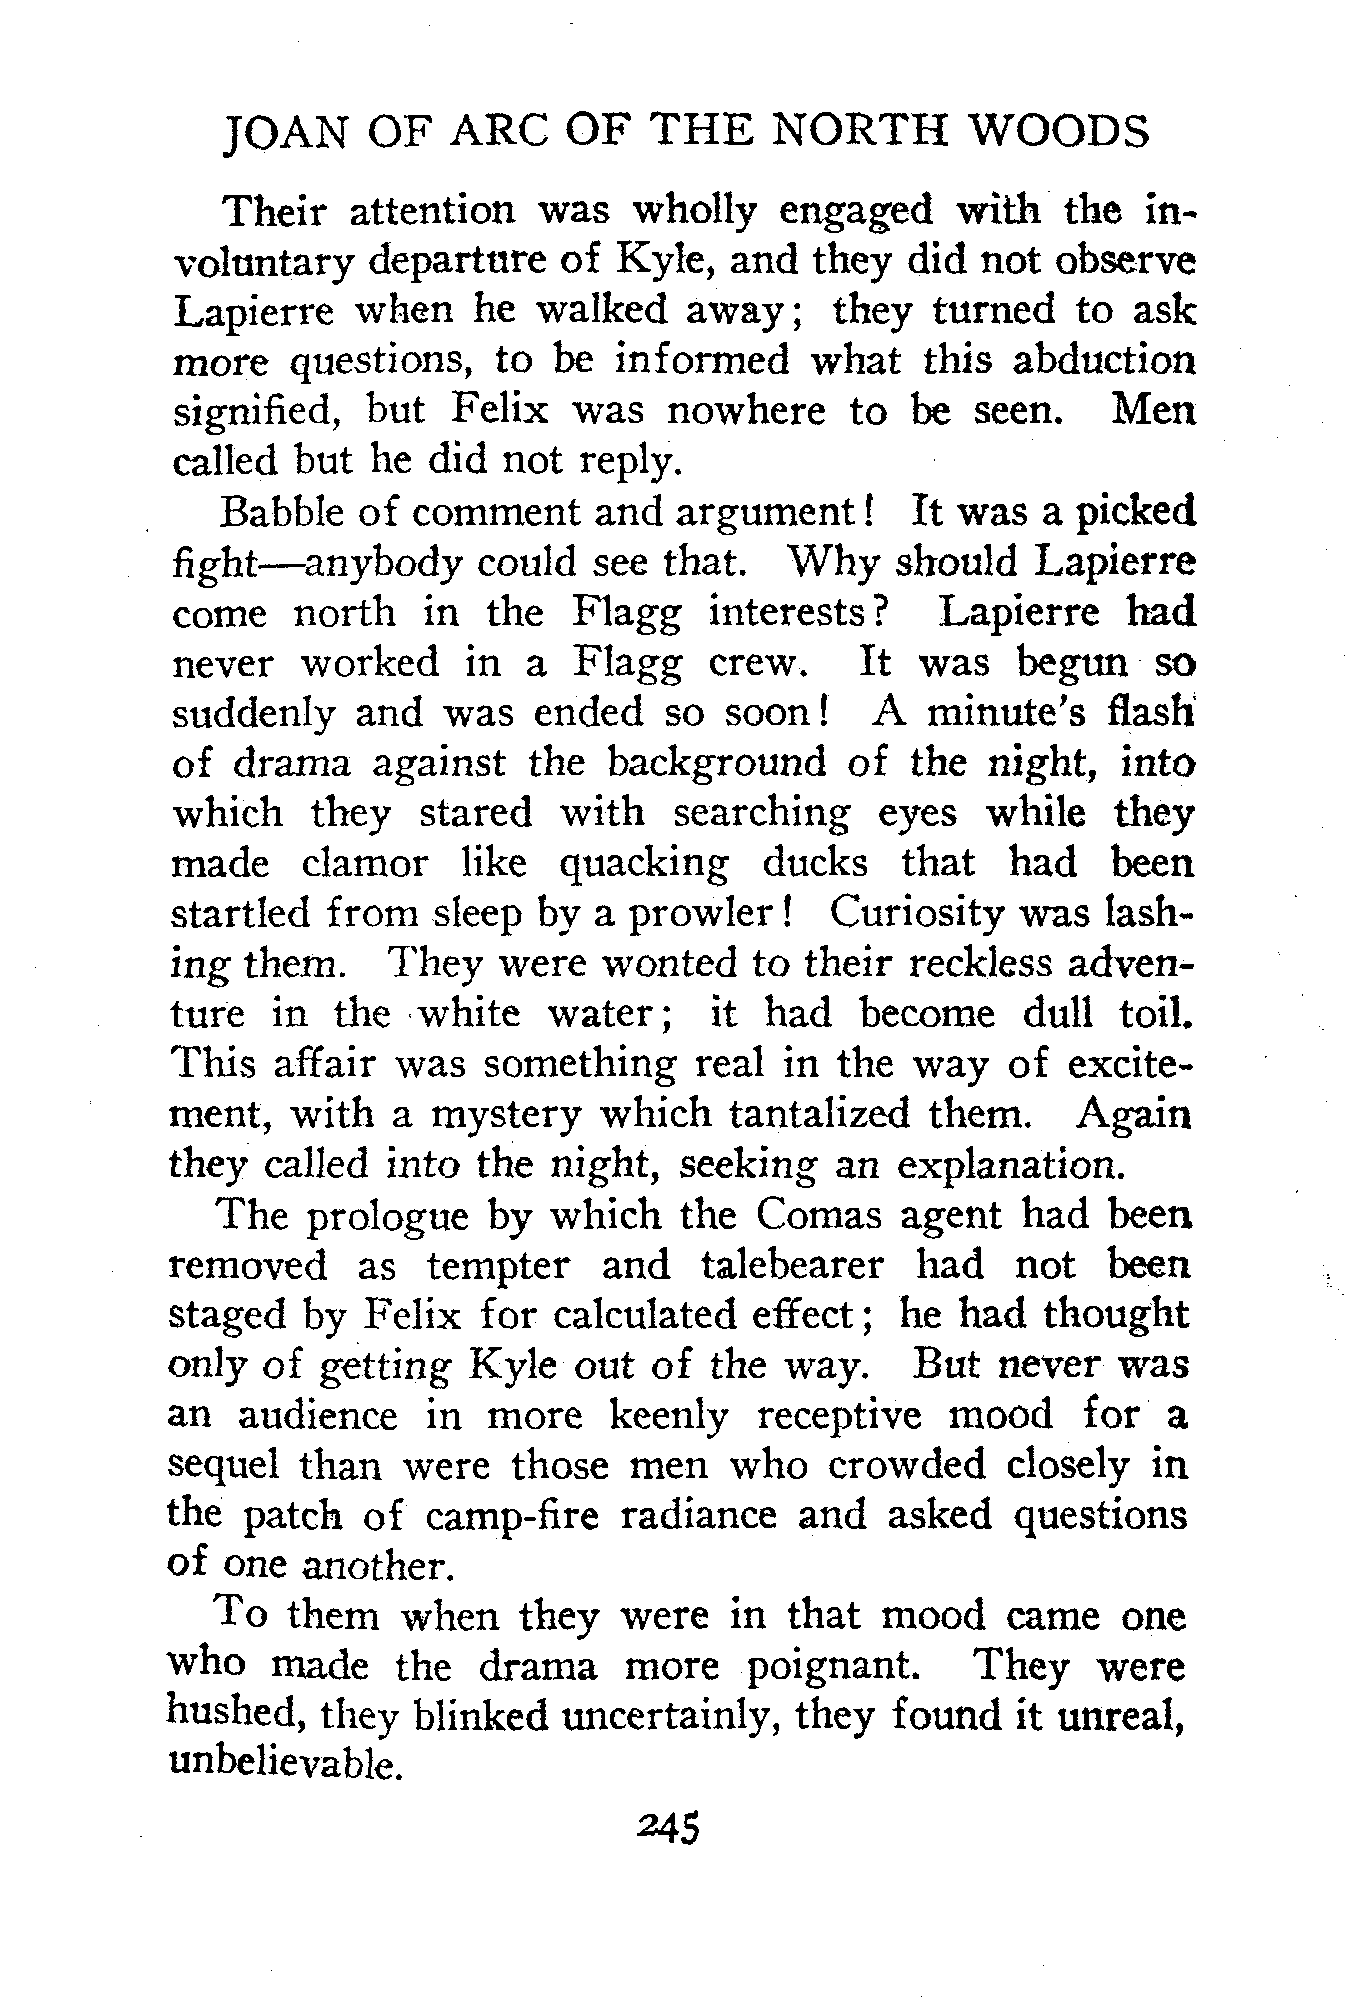 JOAN OF ARC OF THE NORTH WOODS
Their attention was wholly engaged with the in-
voluntary departure of Kyle, and they did not observe
Lapierre when he walked away; they turned to ask
more questions, to be informed what this abduction
signified, but Felix was nowhere to be seen. Men
called but he did not reply.
Babble of comment and argument! It was a picked
fight—anybody could see that. Why should Lapierre
come north in the Flagg interests? Lapierre had
never worked in a Flagg crew. It was begun so
suddenly and was ended so soon! A minute's flash
of drama against the background of the night, into
which they stared with searching eyes while they
made clamor like quacking ducks that had been
startled from sleep by a prowler! Curiosity was lash-
ing them. They were wonted to their reckless adven-
ture in the white water; it had become dull toil.
This affair was something real in the way of excite-
ment, with a mystery which tantalized them. Again
they called into the night, seeking an explanation.
The prologue by which the Comas agent had been
removed as tempter and talebearer had not been
staged by Felix for calculated effect; he had thought
only of getting Kyle out of the way. But never was
an audience in more keenly receptive mood for a
sequel than were those men who crowded closely in
the patch of camp-fire radiance and asked questions
of one another.
To them when they were in that mood came one
who made the drama more poignant. They were
hushed, they blinked uncertainly, they found it unreal,
unbelievable.
245